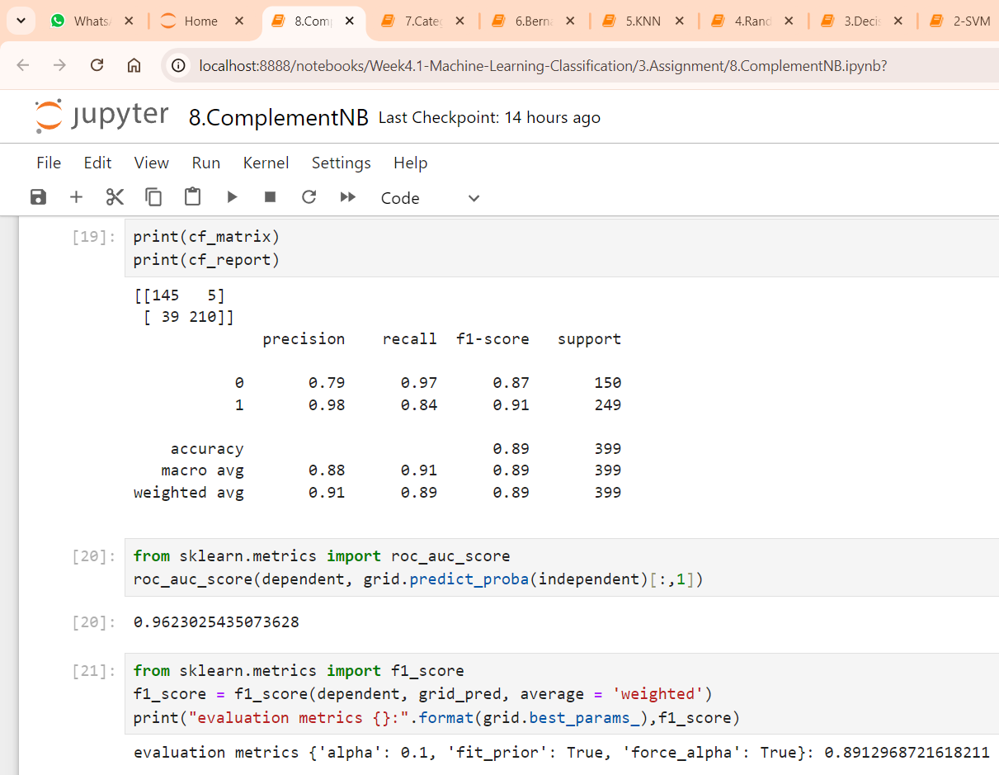 Whats
Home
8.Com
7.Cate
6.Berna
5.KNN
4.Rand
3.Decis
2-SVM
localhost:8888/notebooks/Week4.1-Machine-Learning-Classification/3.Assignment/8.ComplementNB.ipynb?
jupyter 8.ComplementNB Last Checkpoint: 14 hours ago
File Edit View Run Kernel Settings Help
Code
[19]: print(cf_matrix)
print(cf_report)
[[145   5]
[ 39 210]]
precision recall f1-score support
0 0.79 0.97 0.87 150
1 0.98 0.84 0.91 249
accuracy 0.89 399
macro avg 0.88 0.91 0.89 399
weighted avg 0.91 0.89 0.89 399
[20]: from sklearn.metrics import roc_auc_score
roc_auc_score(dependent, grid.predict_proba(independent)[:,1])
[20]: 0.9623025435073628
[21]: from sklearn.metrics import f1_score
f1_score = f1_score(dependent, grid_pred, average = 'weighted')
print("evaluation metrics {}:".format(grid.best_params_),f1_score)
evaluation metrics {'alpha': 0.1, 'fit_prior': True, 'force_alpha': True}: 0.8912968721618211